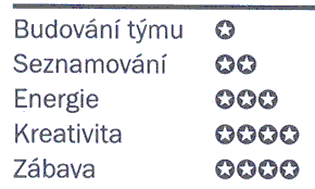 Budování týmu ✪
Seznamování ✪✪
Energie ✪✪✪
Kreativita ✪✪✪✪
Zábava ✪✪✪✪